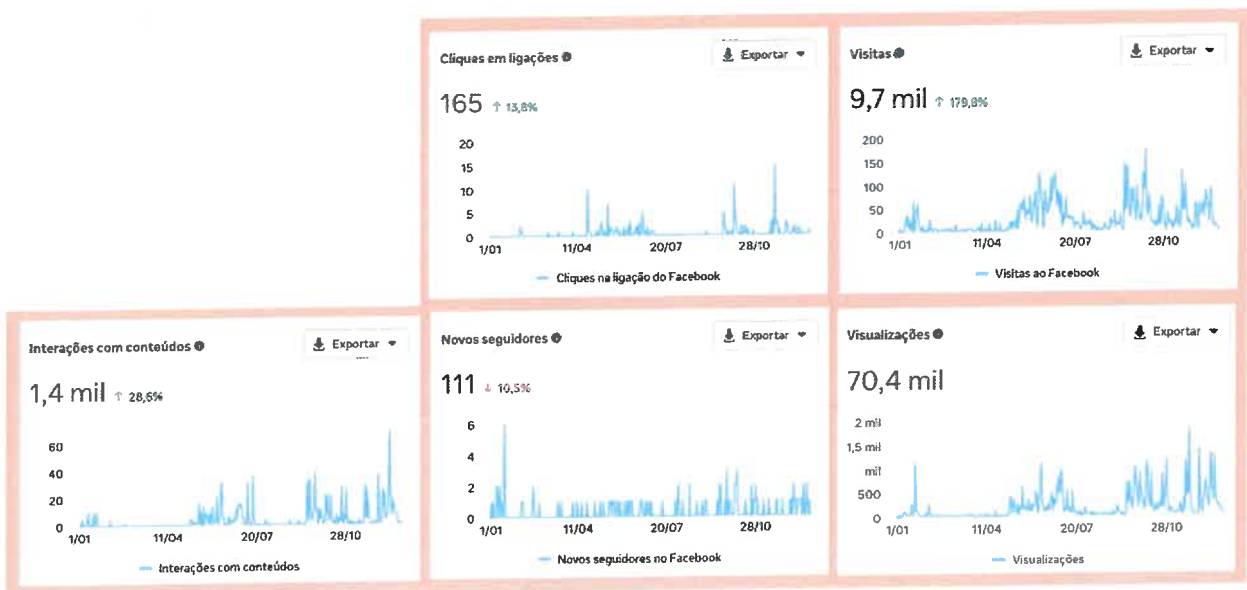 Cliques em ligações
Exportar
165 ↑ 13,8%
20
15
10
5
0
1/01 11/04 20/07 28/10
Cliques na ligação do Facebook
Visitas
Exportar
9,7 mil ↑ 179,8%
200
150
100
50
0
1/01 11/04 20/07 28/10
Visitas ao Facebook
Interações com conteúdos
Exportar
1,4 mil ↑ 28,6%
60
40
20
0
1/01 11/04 20/07 28/10
Interações com conteúdos
Novos seguidores
Exportar
111 ↓ 10,5%
6
4
2
0
1/01 11/04 20/07 28/10
Novos seguidores no Facebook
Visualizações
Exportar
70,4 mil
2 mil
1,5 mil
mil
500
0
1/01 11/04 20/07 28/10
Visualizações